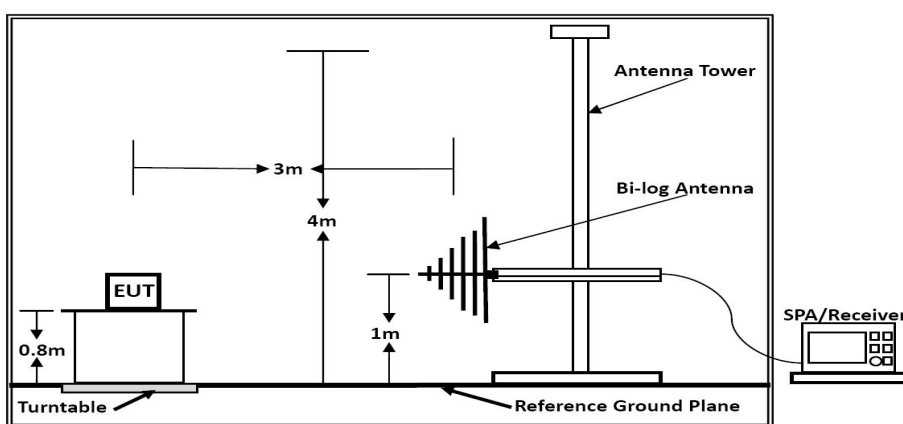 Antenna Tower
3m
Bi-log Antenna
4m
EUT
SPA/Receiver
1m
0.8m
Turntable
Reference Ground Plane